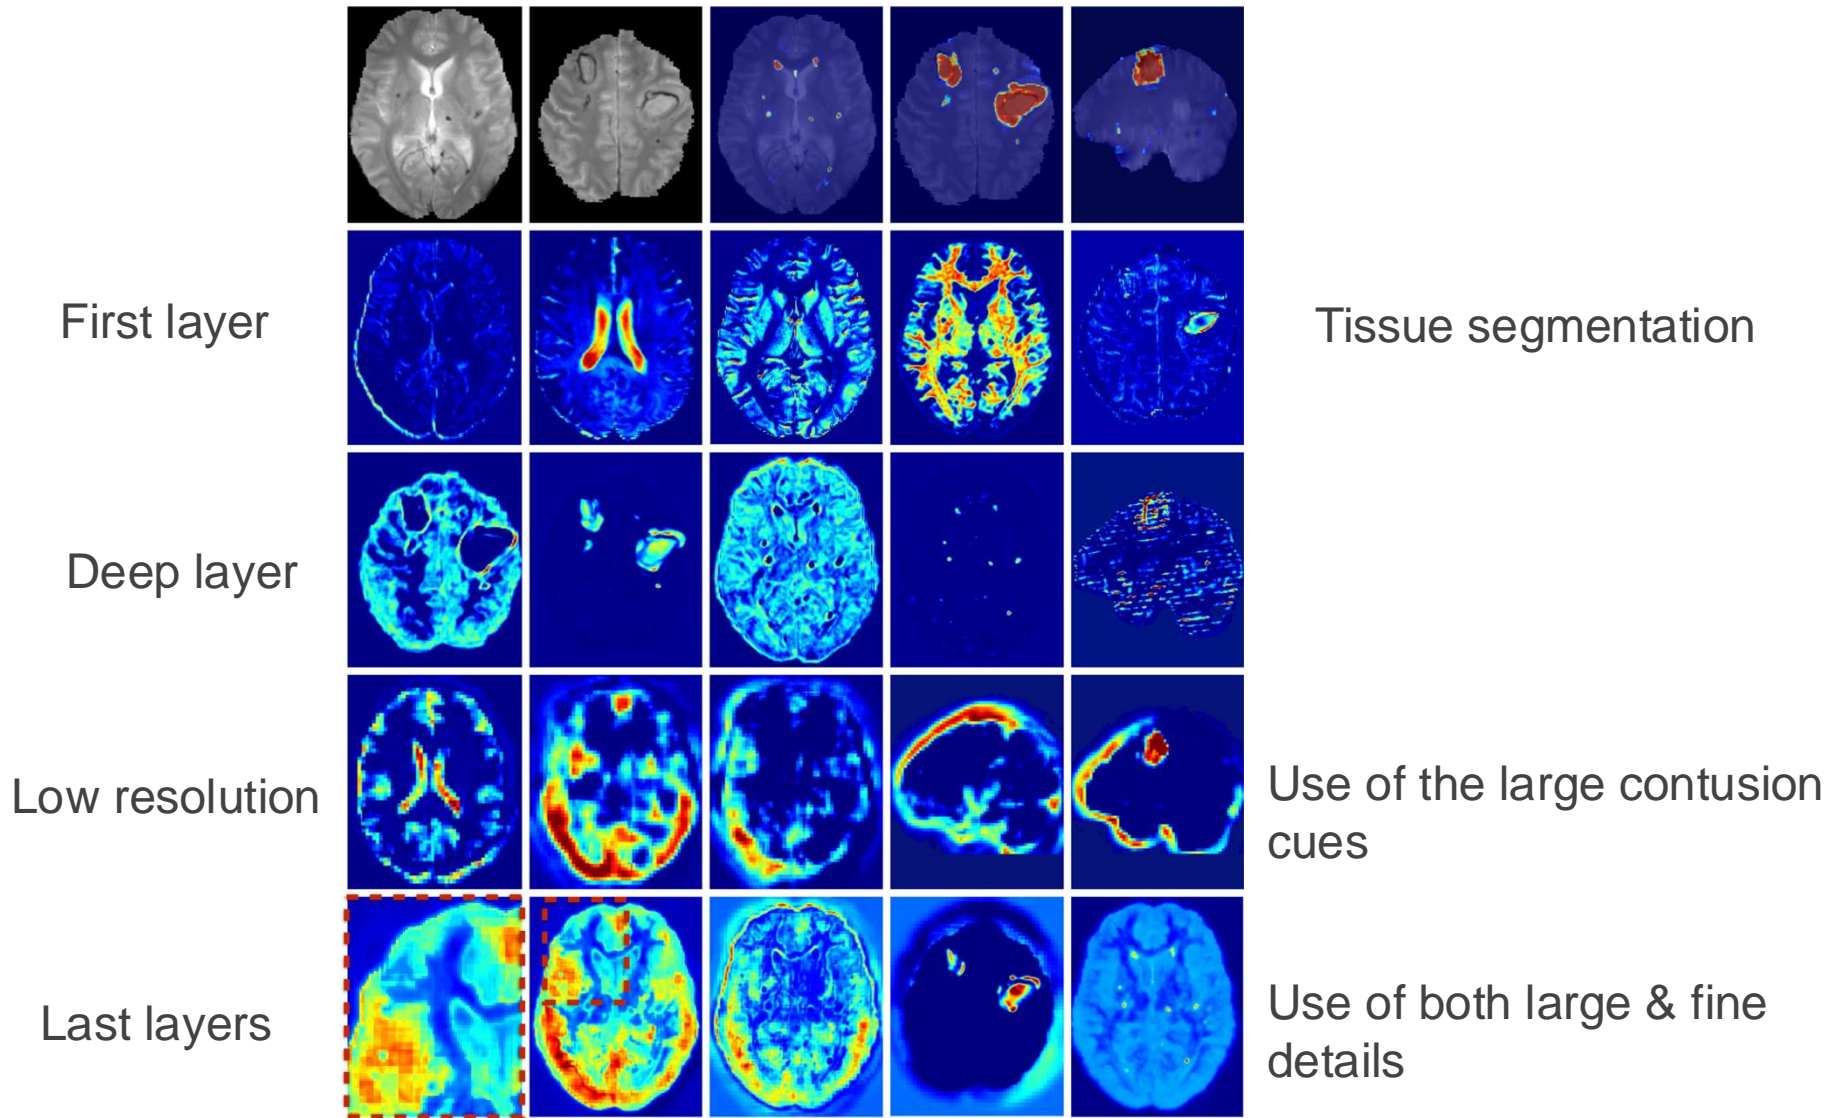 First layer
Tissue segmentation
Deep layer
Low resolution
Use of the large contusion
cues
Last layers
Use of both large & fine
details